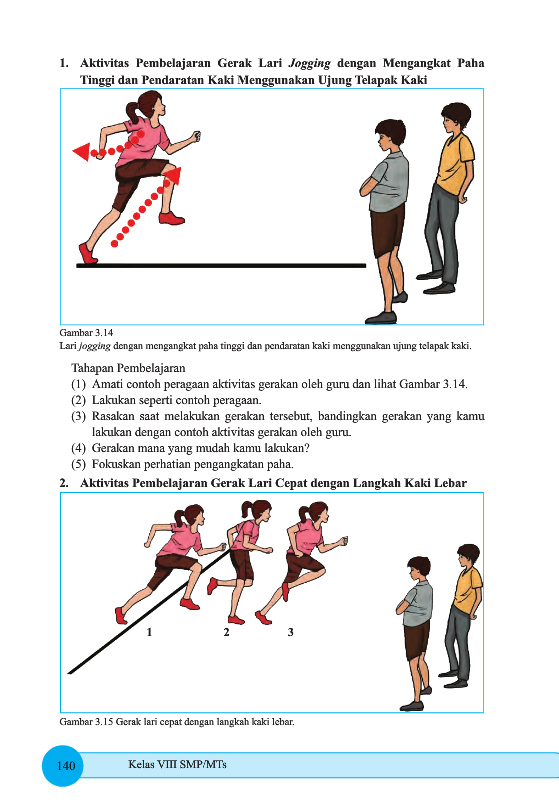 1. Aktivitas Pembelajaran Gerak Lari Jogging dengan Mengangkat Paha
Tinggi dan Pendaratan Kaki Menggunakan Ujung Telapak Kaki
Gambar 3.14
Lari jogging dengan mengangkat paha tinggi dan pendaratan kaki menggunakan ujung telapak kaki.
Tahapan Pembelajaran
(1) Amati contoh peragaan aktivitas gerakan oleh guru dan lihat Gambar 3.14.
(2) Lakukan seperti contoh peragaan.
(3) Rasakan saat melakukan gerakan tersebut, bandingkan gerakan yang kamu
lakukan dengan contoh aktivitas gerakan oleh guru.
(4) Gerakan mana yang mudah kamu lakukan?
(5) Fokuskan perhatian pengangkatan paha.
2. Aktivitas Pembelajaran Gerak Lari Cepat dengan Langkah Kaki Lebar
1 2 3
Gambar 3.15 Gerak lari cepat dengan langkah kaki lebar.
140 Kelas VIII SMP/MTs